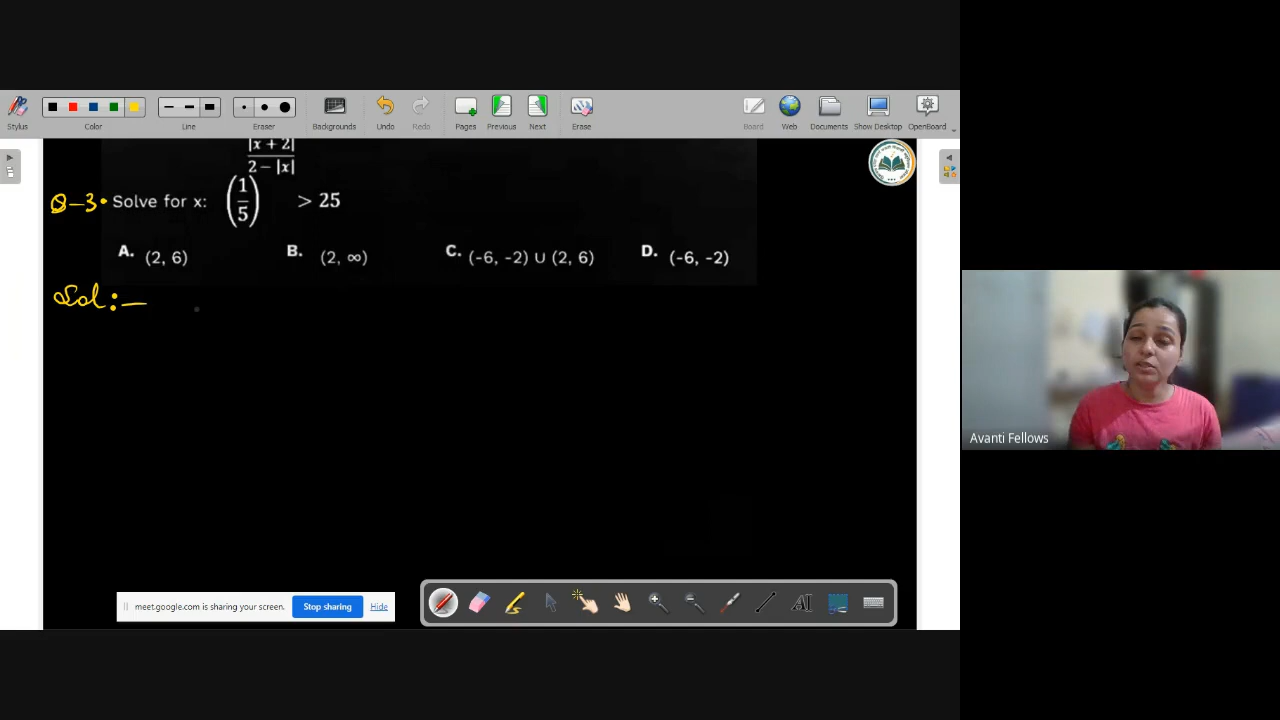 Stylus Color Line Eraser Backgrounds Undo Redo Pages Previous Next Erase Board Web Documents Show Desktop OpenBoard
|x + 2|
2 − |x|
Q-3• Solve for x: (1/5) > 25
A. (2, 6) B. (2, ∞) C. (-6, -2) ∪ (2, 6) D. (-6, -2)
Sol :—
Avanti Fellows
meet.google.com is sharing your screen. Stop sharing Hide
AI